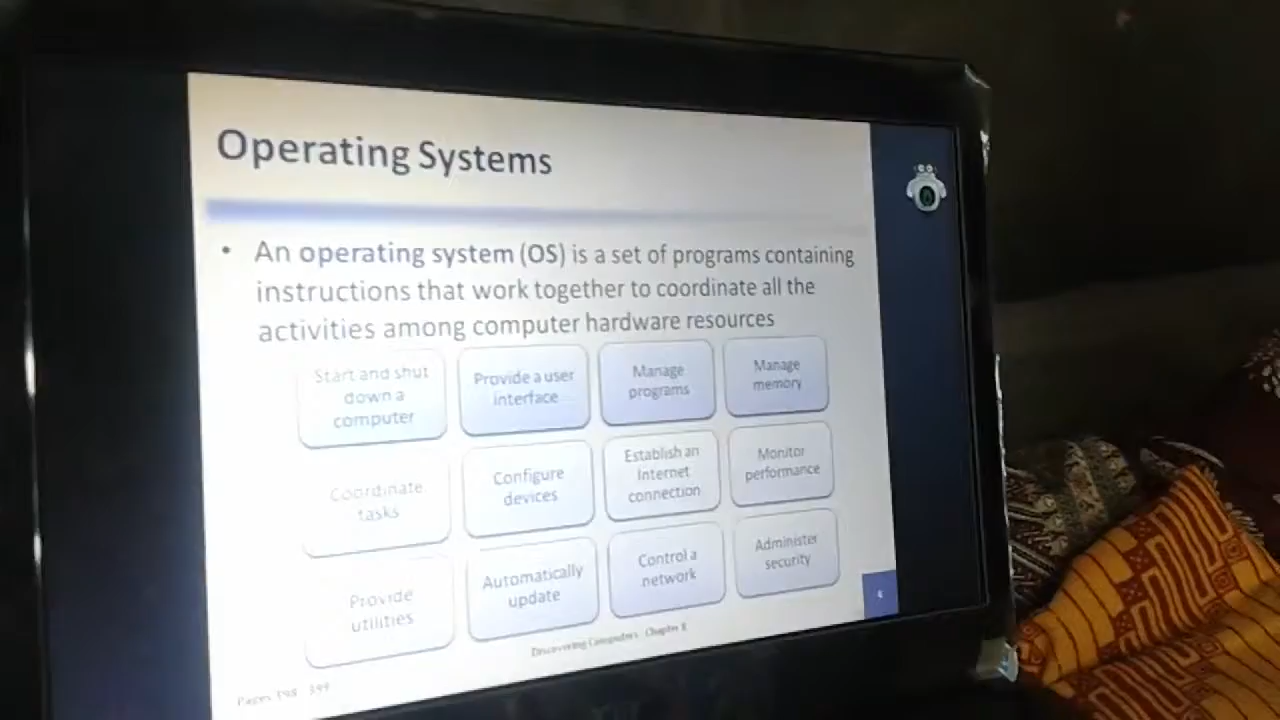 Operating Systems
• An operating system (OS) is a set of programs containing
instructions that work together to coordinate all the
activities among computer hardware resources
Start and shut
down a
computer
Provide a user
interface
Manage
programs
Manage
memory
Coordinate
tasks
Configure
devices
Establish an
Internet
connection
Monitor
performance
Provide
utilities
Automatically
update
Control a
network
Administer
security
Discovering Computers : Chapter 8
Pages 398 - 399